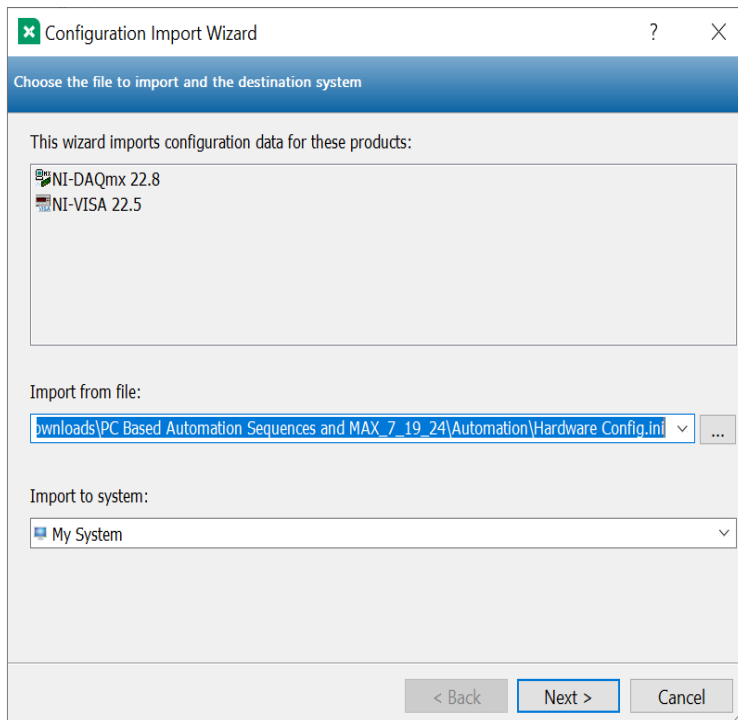 Configuration Import Wizard
?
Choose the file to import and the destination system
This wizard imports configuration data for these products:
NI-DAQmx 22.8
NI-VISA 22.5
Import from file:
ownloads\PC Based Automation Sequences and MAX_7_19_24\Automation\Hardware Config.ini
...
Import to system:
My System
< Back
Next >
Cancel